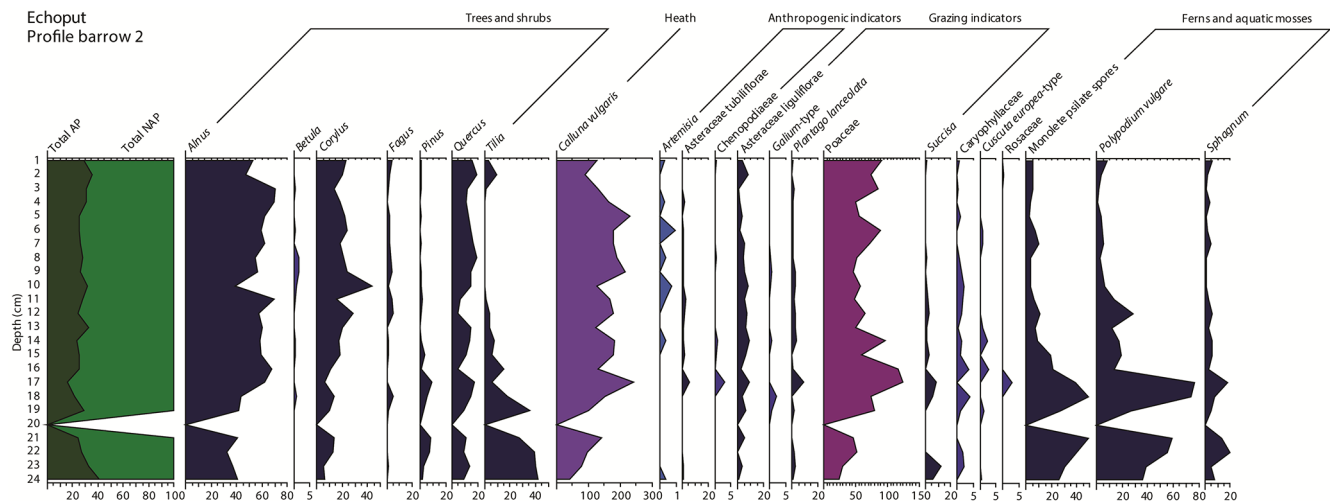 Echoput
Profile barrow 2
Trees and shrubs
Heath
Anthropogenic indicators
Grazing indicators
Ferns and aquatic mosses
Total AP
Total NAP
Alnus
Betula
Corylus
Fagus
Pinus
Quercus
Tilia
Calluna vulgaris
Artemisia
Asteraceae tubiliflorae
Chenopodiaeae
Asteraceae liguliflorae
Galium-type
Plantago lanceolata
Poaceae
Succisa
Caryophyllaceae
Cuscuta europea-type
Rosaceae
Monolete psilate spores
Polypodium vulgare
Sphagnum
Depth (cm)
1
2
3
4
5
6
7
8
9
10
11
12
13
14
15
16
17
18
19
20
21
22
23
24
20 40 60 80 100
20 40 60 80
5
20 40
5
5
20
20 40
100 200 300
1
20
5
20
5
20
50 100 150
5
5
5
5
20 40
20 40 60 80
20